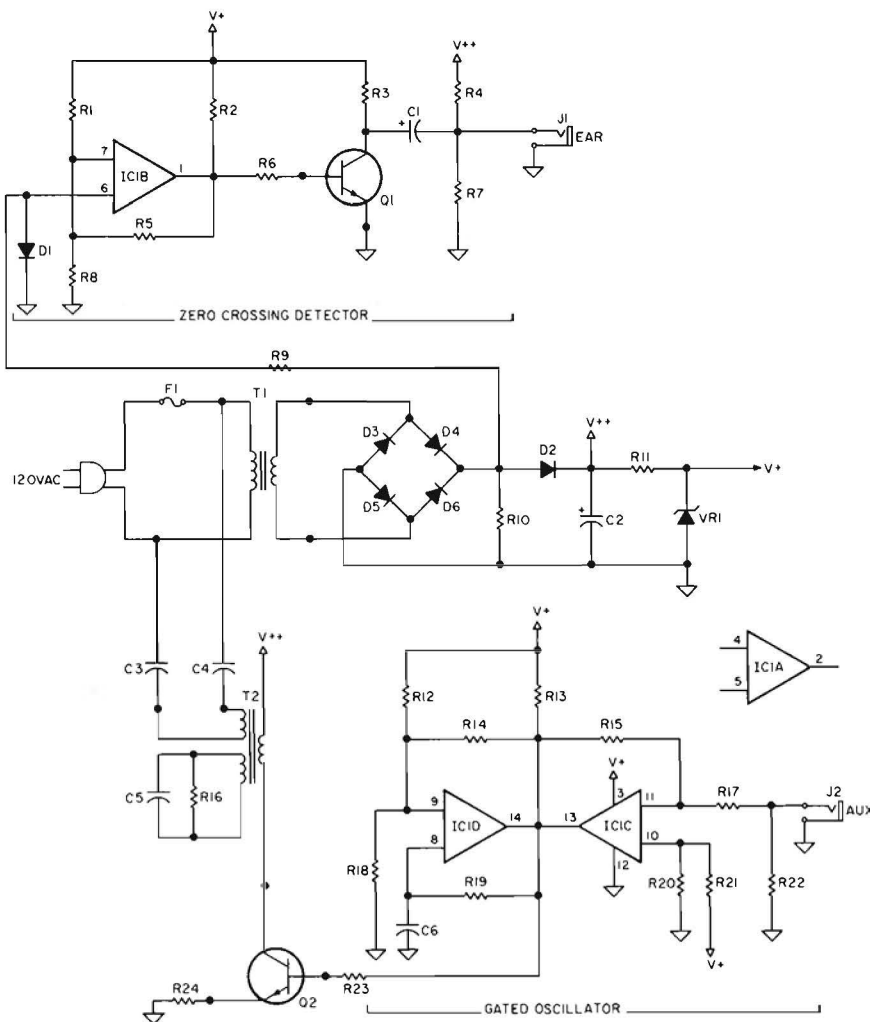 V+
V++
R1
R2
R3
C1
R4
J1
EAR
7
6
IC1B
1
R6
Q1
R7
R5
D1
R8
ZERO CROSSING DETECTOR
R9
F1
T1
120VAC
D3
D4
D5
D6
R10
D2
V++
C2
R11
VR1
V+
C3
C4
V++
T2
C5
R16
V+
R12
R13
R14
R15
4
5
IC1A
2
9
8
IC1D
14
13
IC1C
V+
3
12
11
10
R17
J2
AUX
R18
R19
C6
R20
R21
R22
V+
R24
Q2
R23
GATED OSCILLATOR